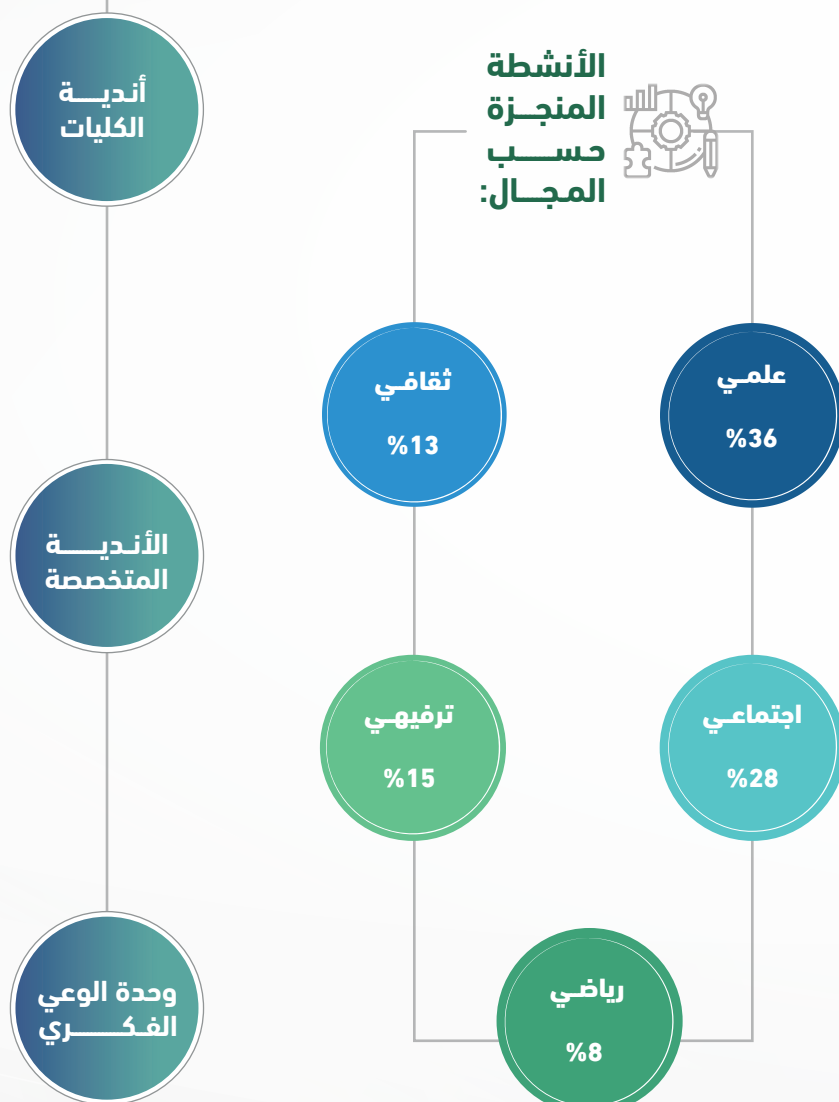 الأنشطة
المنجزة
حسب
المجال:
علمي
%36
ثقافي
%13
اجتماعي
%28
ترفيهي
%15
رياضي
%8
أندية
الكليات
الأندية
المتخصصة
وحدة الوعي
الفكري